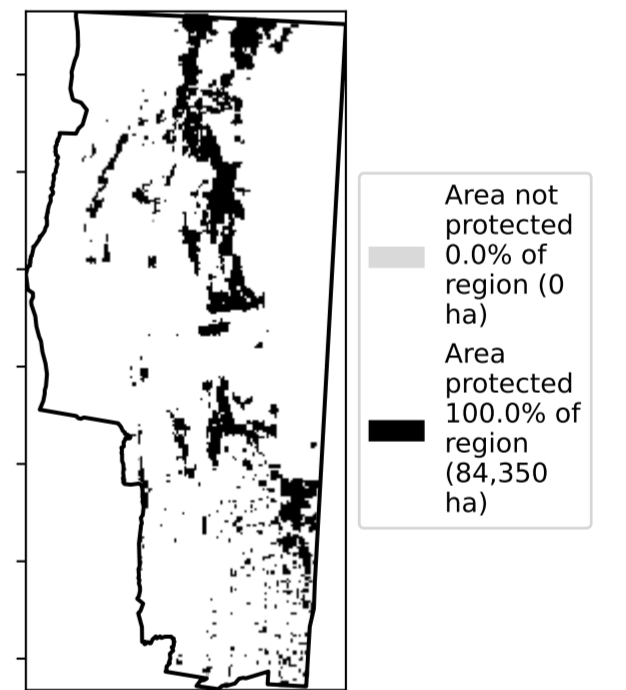 Area not
protected
0.0% of
region (0
ha)
Area
protected
100.0% of
region
(84,350
ha)